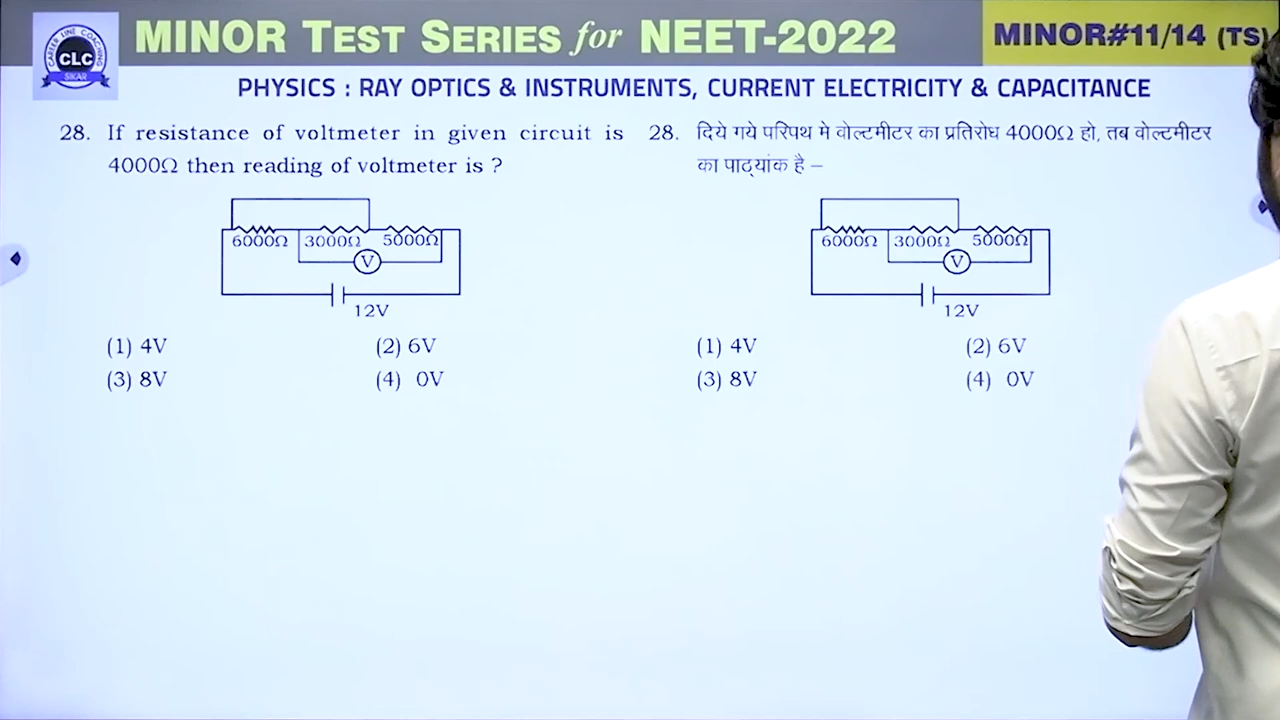 CAREER LINE COACHING
CLC
SIKAR
MINOR TEST SERIES for NEET-2022
MINOR#11/14 (TS)
PHYSICS : RAY OPTICS & INSTRUMENTS, CURRENT ELECTRICITY & CAPACITANCE
28. If resistance of voltmeter in given circuit is
4000Ω then reading of voltmeter is ?
6000Ω 3000Ω 5000Ω
V
12V
(1) 4V (2) 6V
(3) 8V (4) 0V
28. दिये गये परिपथ मे वोल्टमीटर का प्रतिरोध 4000Ω हो, तब वोल्टमीटर
का पाठ्यांक है –
6000Ω 3000Ω 5000Ω
V
12V
(1) 4V (2) 6V
(3) 8V (4) 0V